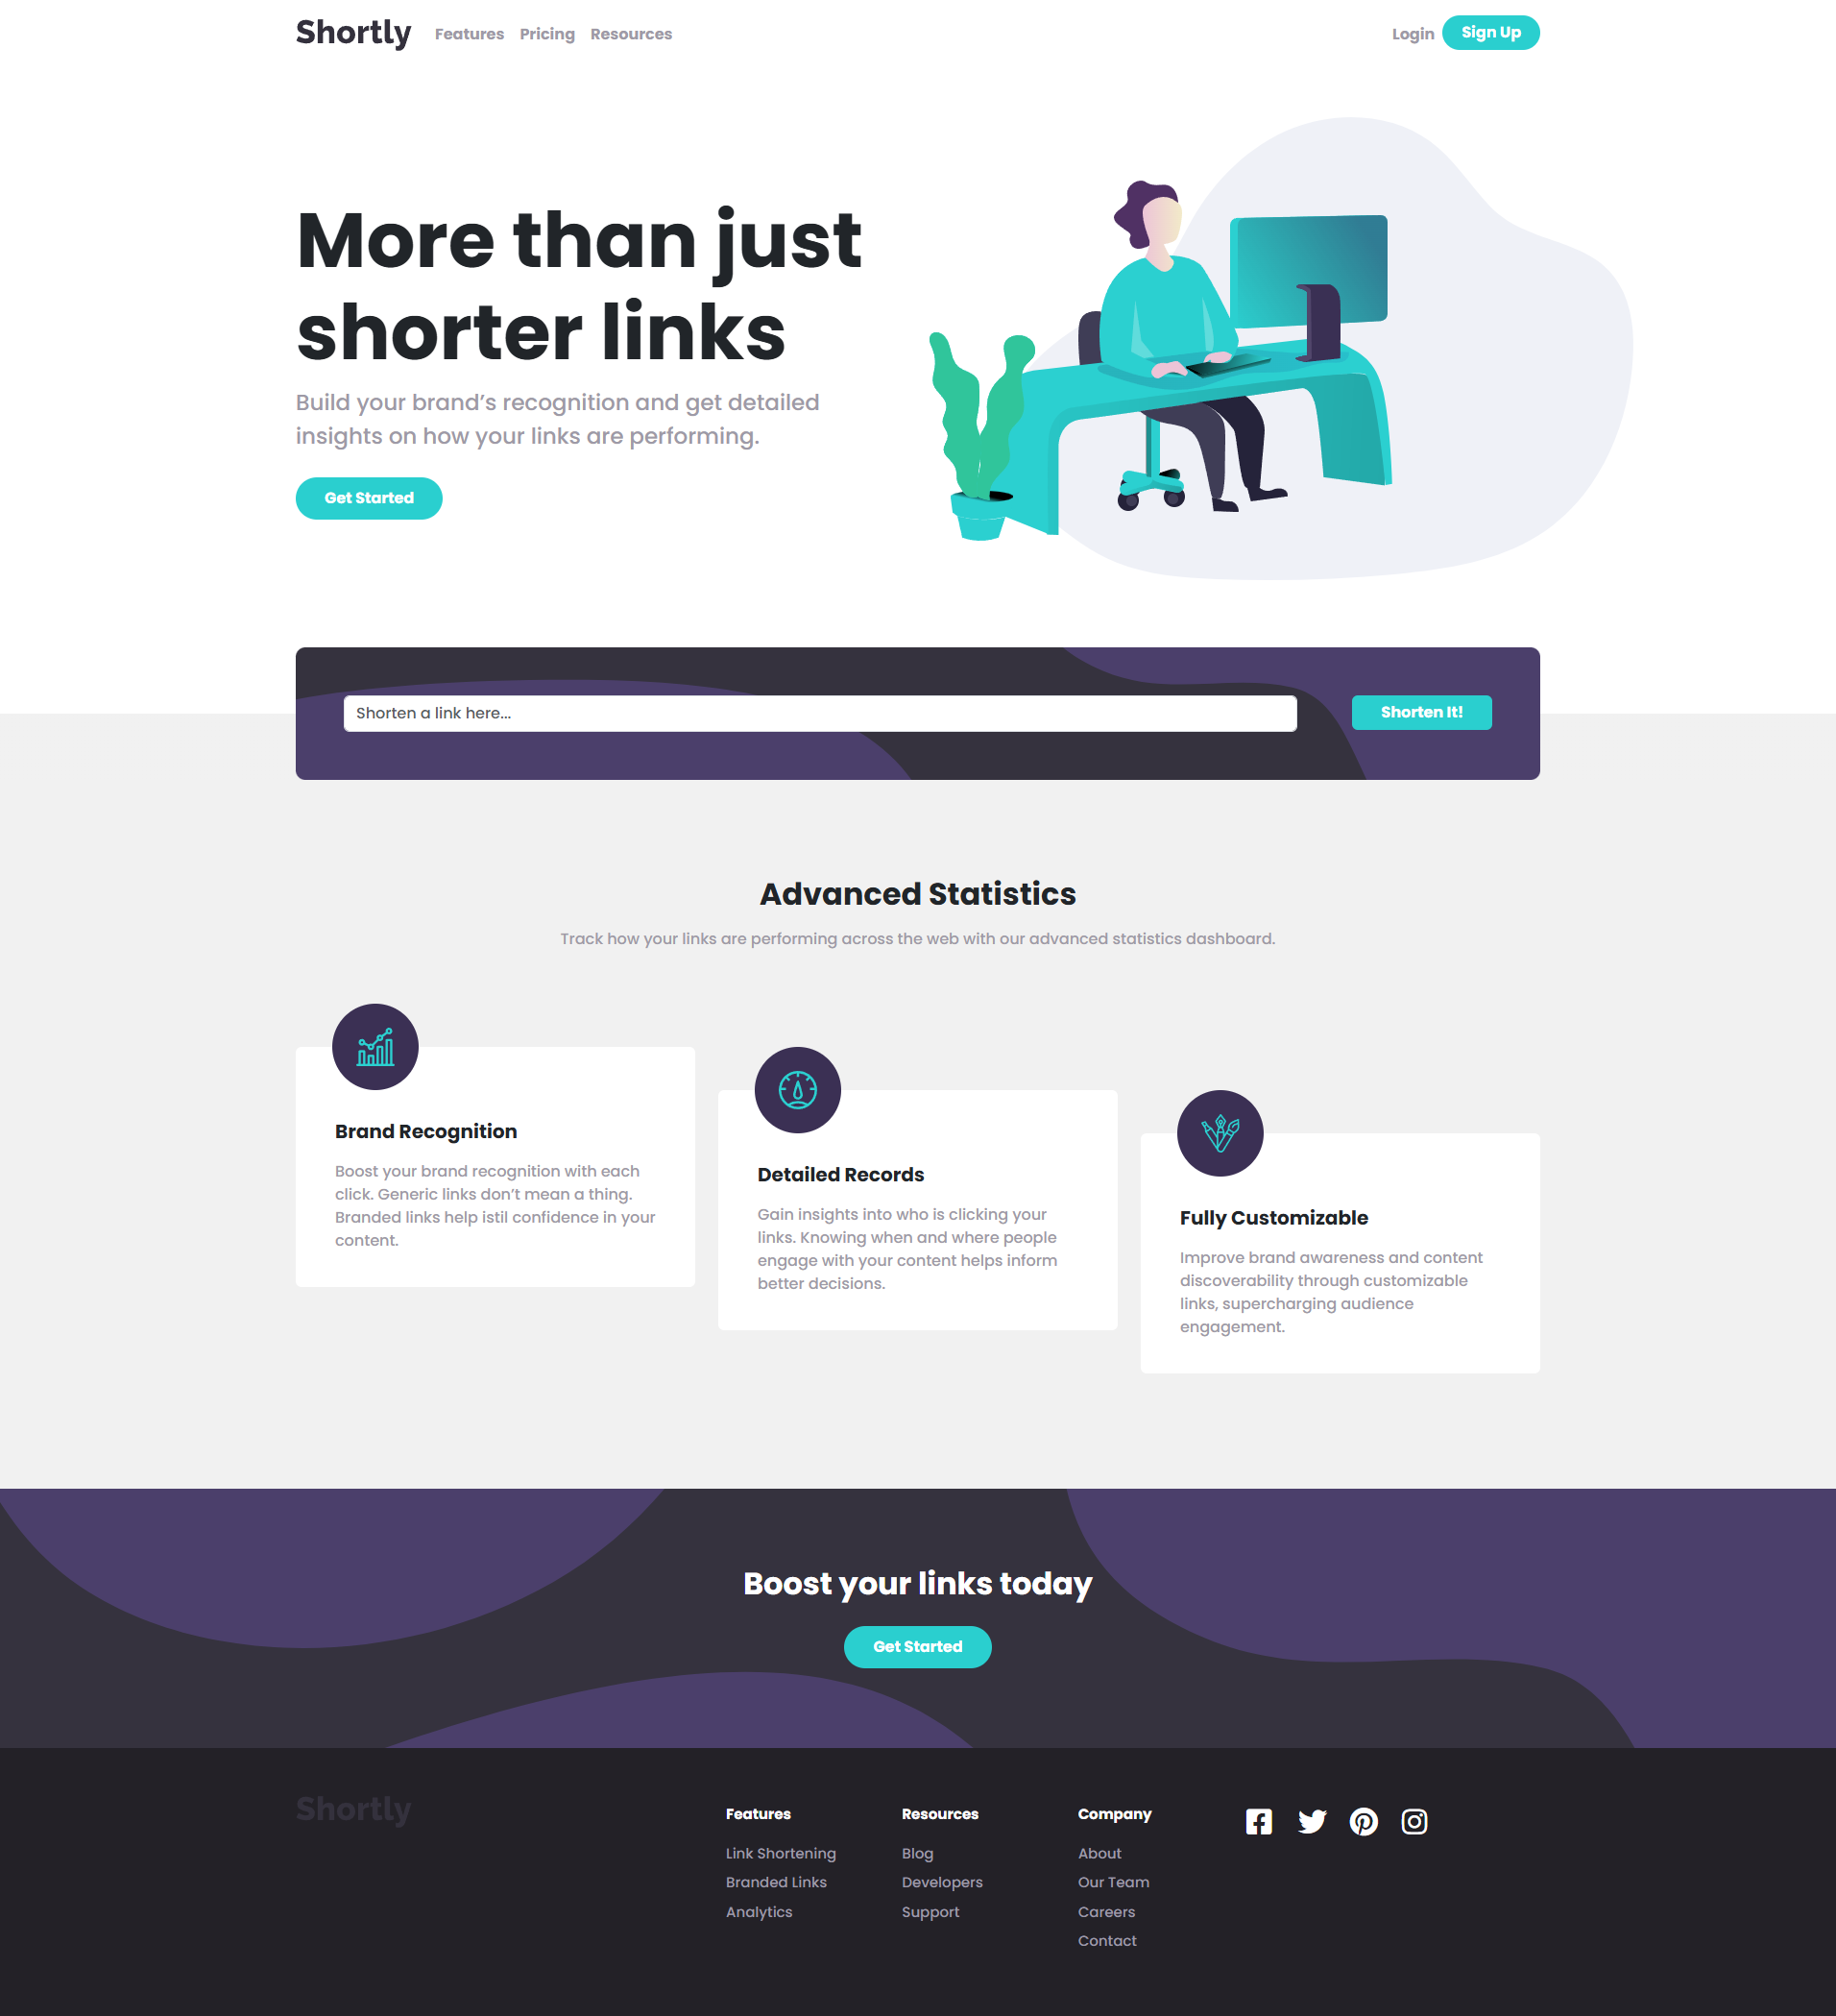 Shortly
Features
Pricing
Resources
Login
Sign Up
More than just
shorter links
Build your brand’s recognition and get detailed
insights on how your links are performing.
Get Started
Shorten a link here...
Shorten It!
Advanced Statistics
Track how your links are performing across the web with our advanced statistics dashboard.
Brand Recognition
Boost your brand recognition with each
click. Generic links don’t mean a thing.
Branded links help istil confidence in your
content.
Detailed Records
Gain insights into who is clicking your
links. Knowing when and where people
engage with your content helps inform
better decisions.
Fully Customizable
Improve brand awareness and content
discoverability through customizable
links, supercharging audience
engagement.
Boost your links today
Get Started
Shortly
Features
Link Shortening
Branded Links
Analytics
Resources
Blog
Developers
Support
Company
About
Our Team
Careers
Contact